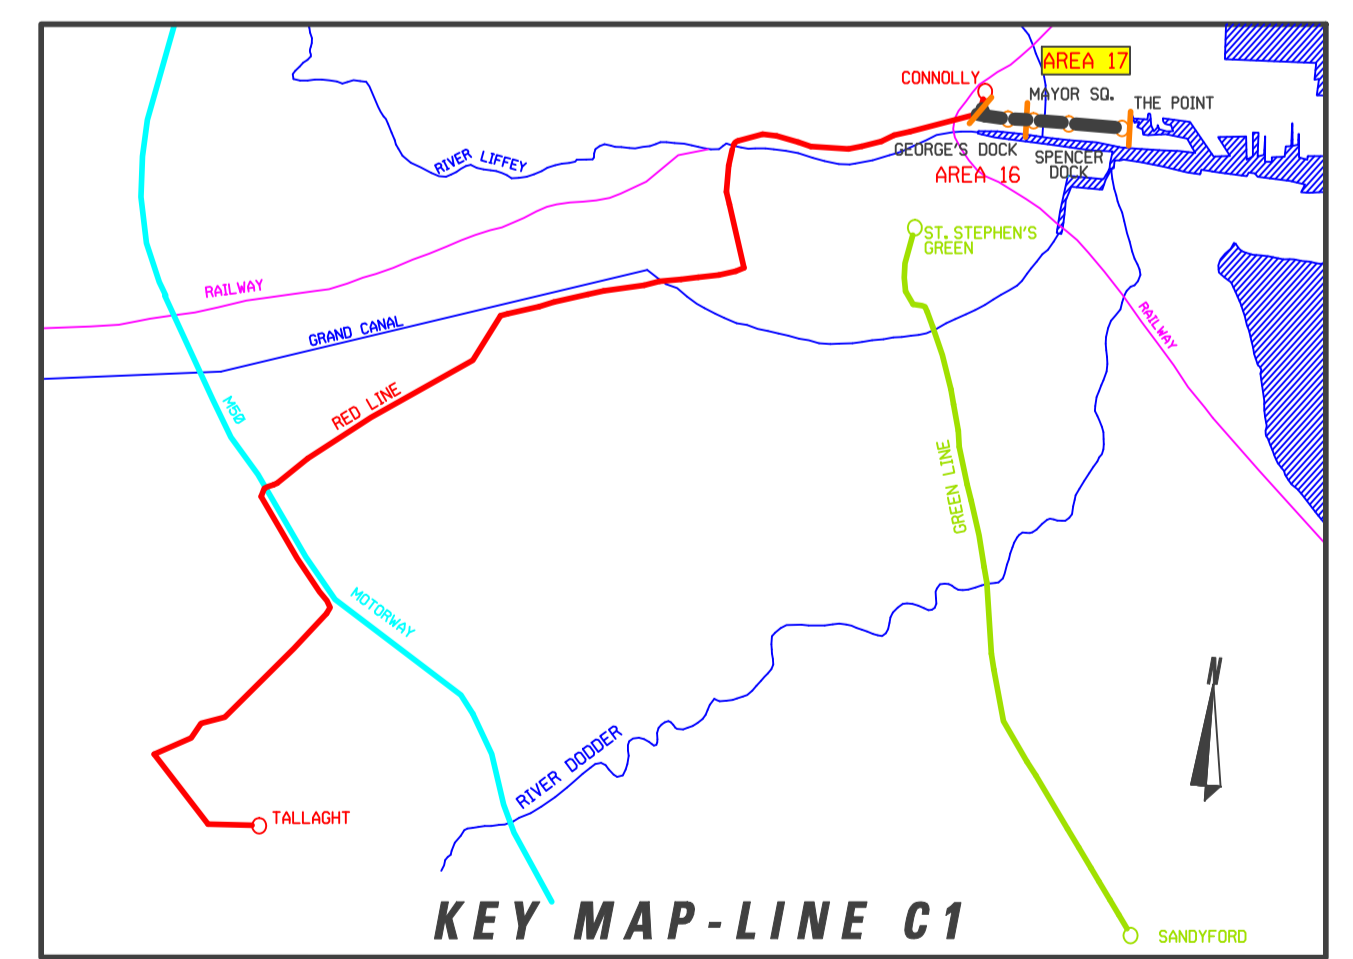 AREA 17
CONNOLLY
MAYOR SQ.
THE POINT
RIVER LIFFEY
GEORGE'S DOCK
SPENCER
DOCK
AREA 16
ST. STEPHEN'S
GREEN
RAILWAY
GRAND CANAL
RAILWAY
RED LINE
M50
GREEN LINE
MOTORWAY
N
RIVER DODDER
TALLAGHT
KEY MAP-LINE C1
SANDYFORD